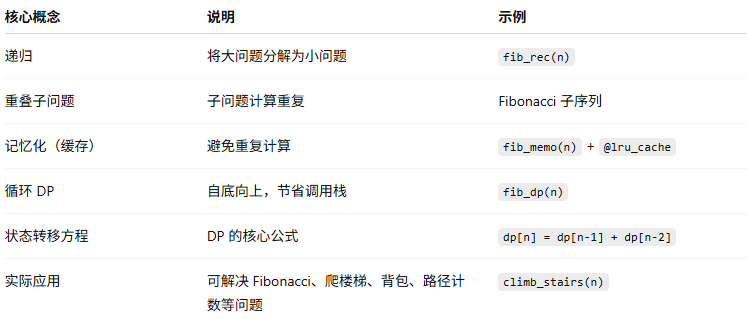 核心概念 说明 示例
递归 将大问题分解为小问题 fib_rec(n)
重叠子问题 子问题计算重复 Fibonacci 子序列
记忆化（缓存） 避免重复计算 fib_memo(n) + @lru_cache
循环 DP 自底向上，节省调用栈 fib_dp(n)
状态转移方程 DP 的核心公式 dp[n] = dp[n-1] + dp[n-2]
实际应用 可解决 Fibonacci、爬楼梯、背包、路径计 climb_stairs(n)
数等问题